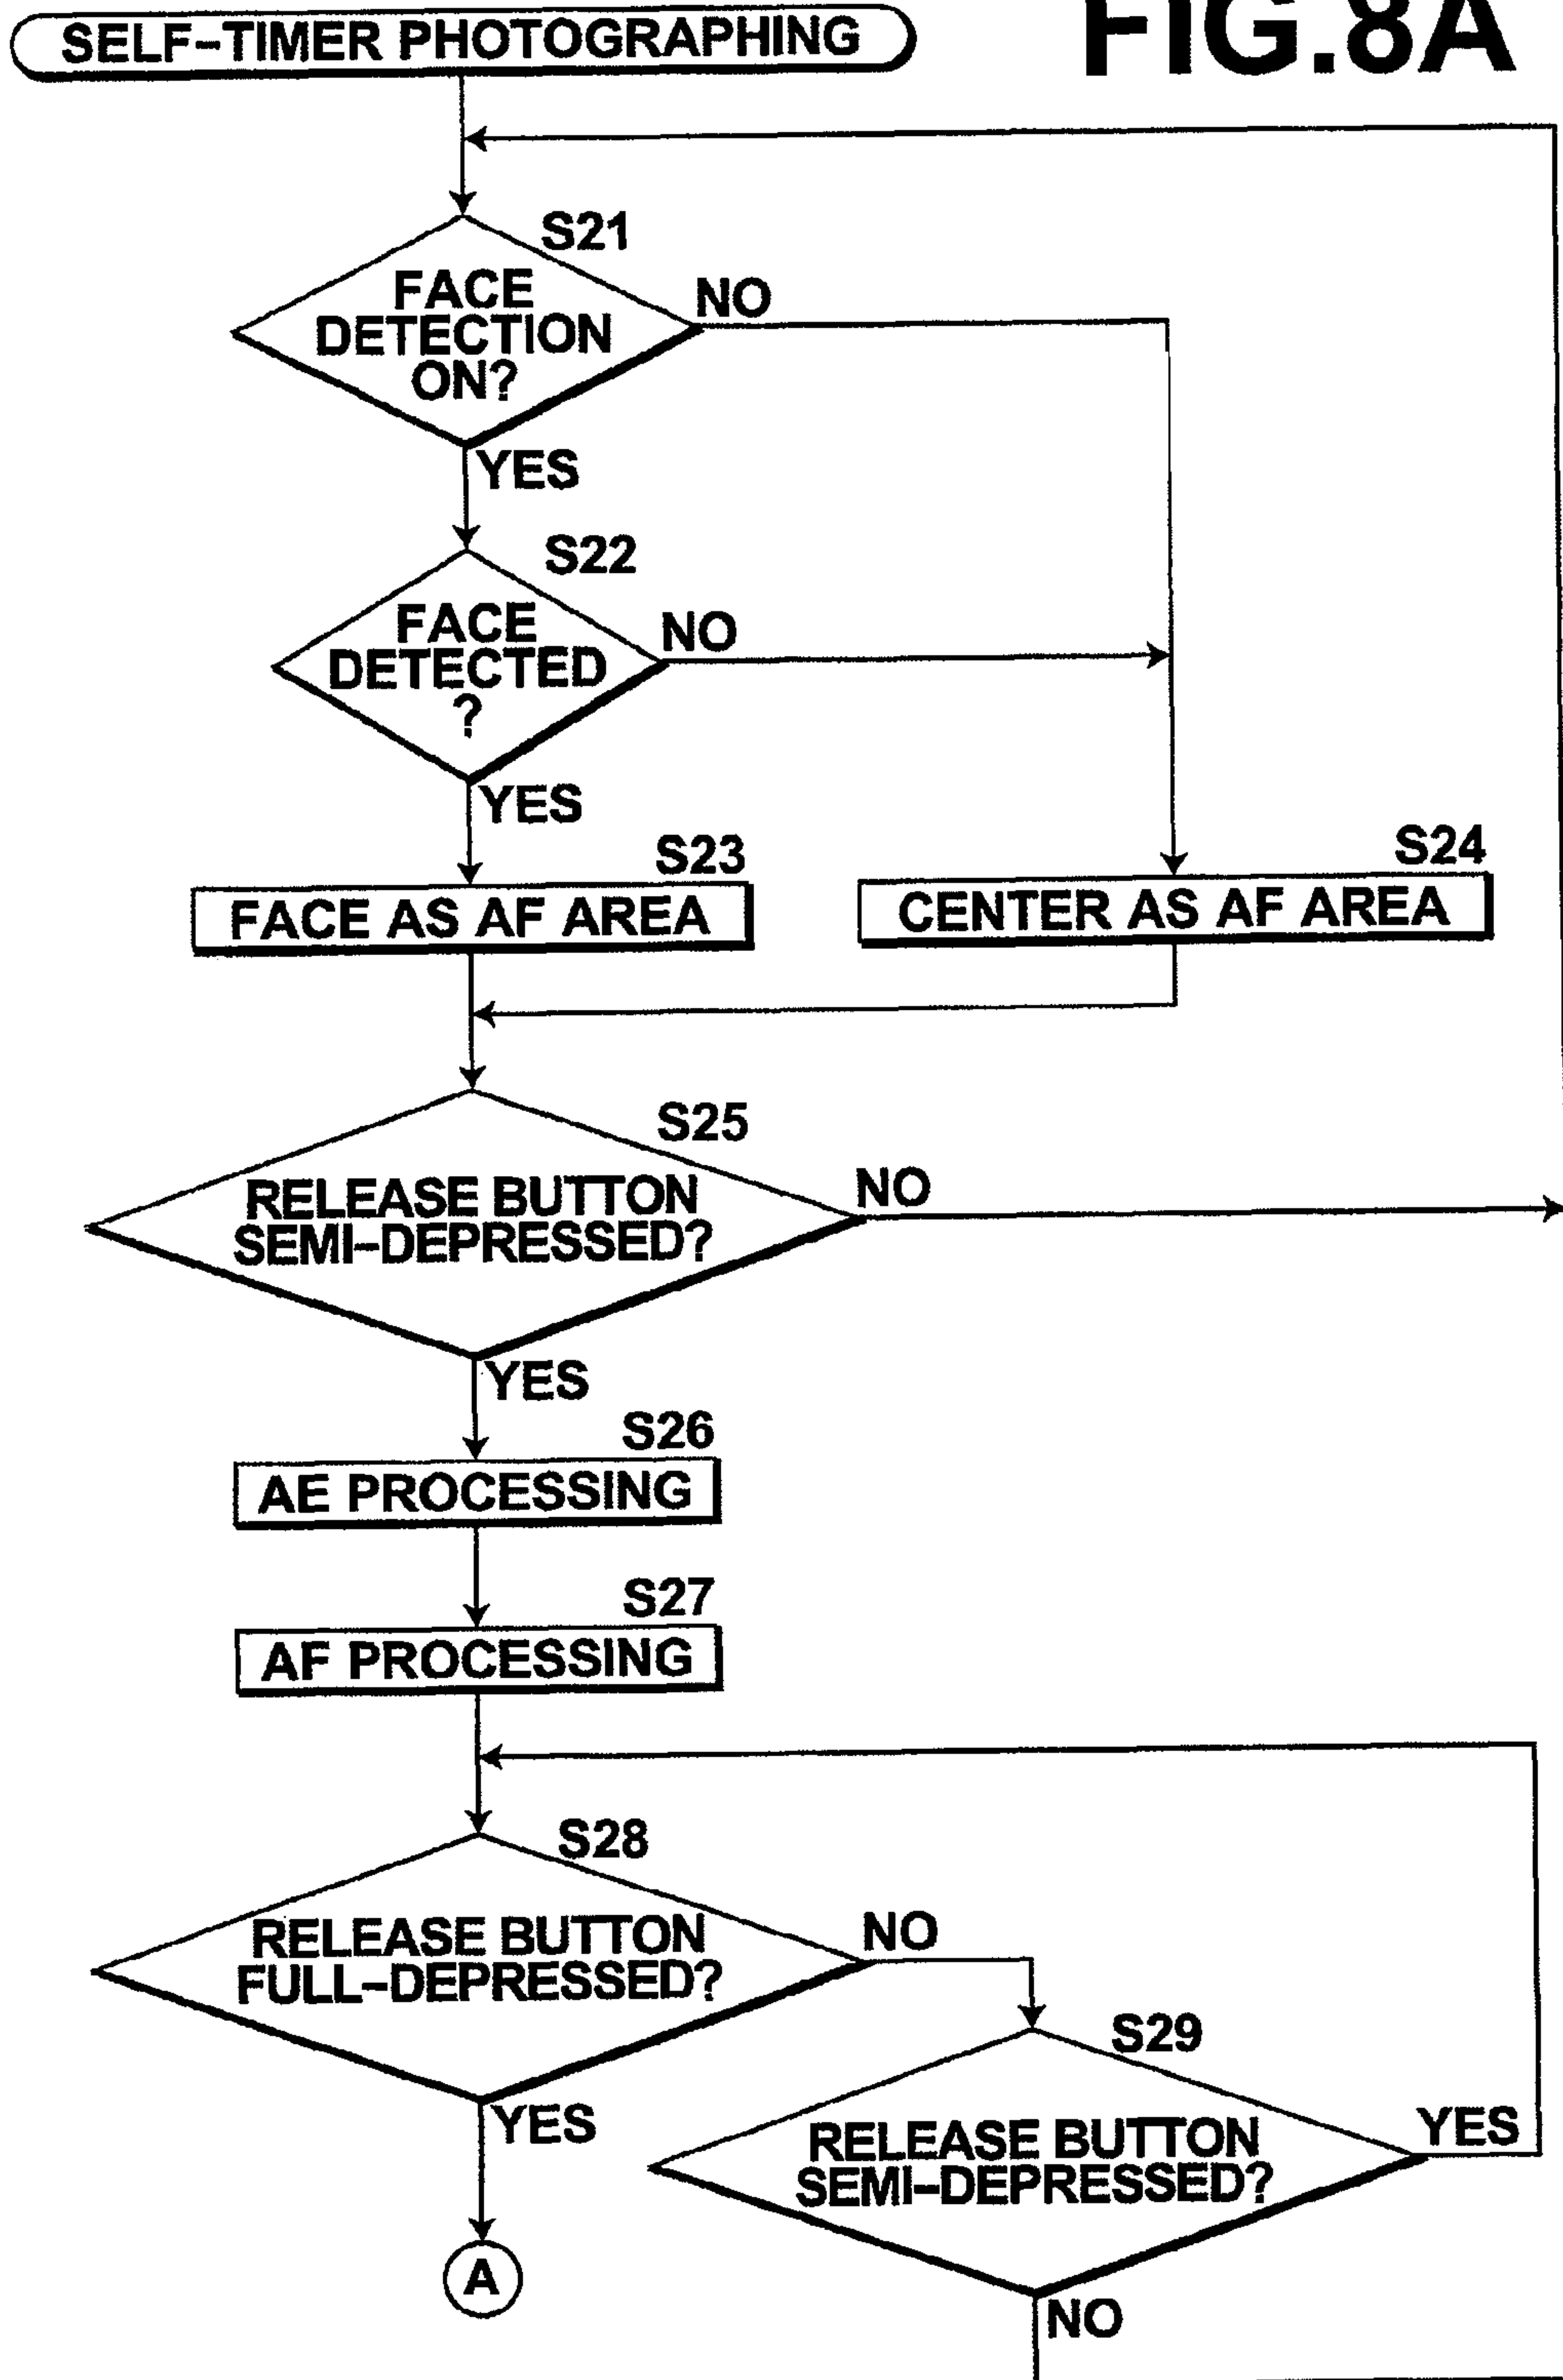 SELF-TIMER PHOTOGRAPHING
FIG.8A
S21
FACE
DETECTION
ON?
NO
YES
S22
FACE
DETECTED
?
NO
YES
S23
FACE AS AF AREA
S24
CENTER AS AF AREA
S25
RELEASE BUTTON
SEMI-DEPRESSED?
NO
YES
S26
AE PROCESSING
S27
AF PROCESSING
S28
RELEASE BUTTON
FULL-DEPRESSED?
NO
YES
S29
RELEASE BUTTON
SEMI-DEPRESSED?
YES
A
NO